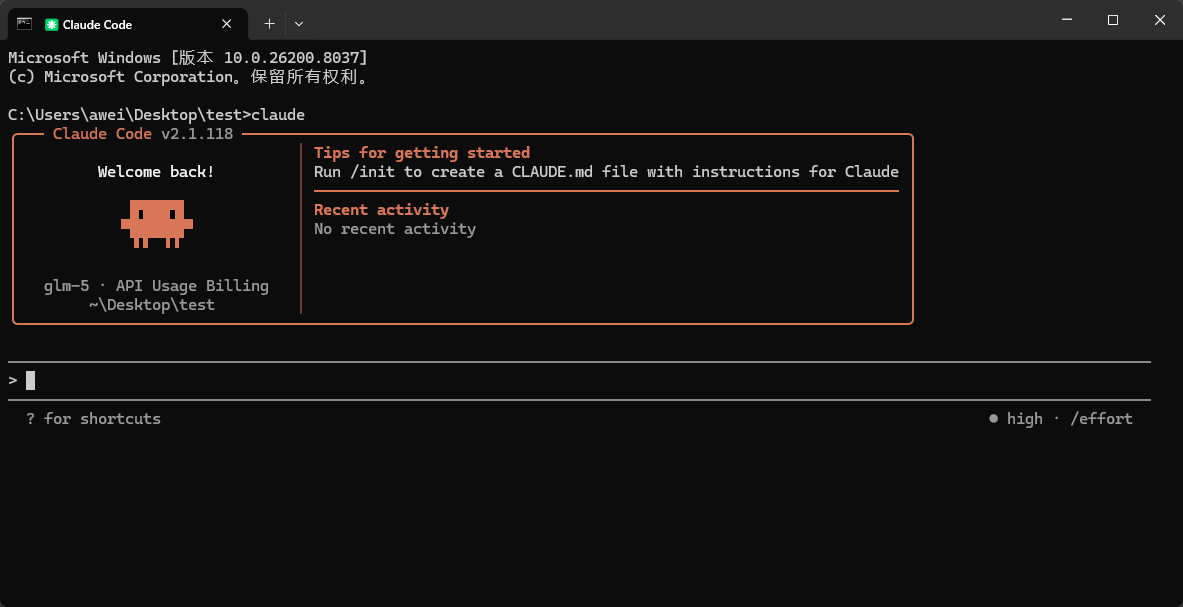 Claude Code
Microsoft Windows [版本 10.0.26200.8037]
(c) Microsoft Corporation。保留所有权利。
C:\Users\awei\Desktop\test>claude
Claude Code v2.1.118
Welcome back!
glm-5 · API Usage Billing
~\Desktop\test
Tips for getting started
Run /init to create a CLAUDE.md file with instructions for Claude
Recent activity
No recent activity
>
? for shortcuts
● high · /effort